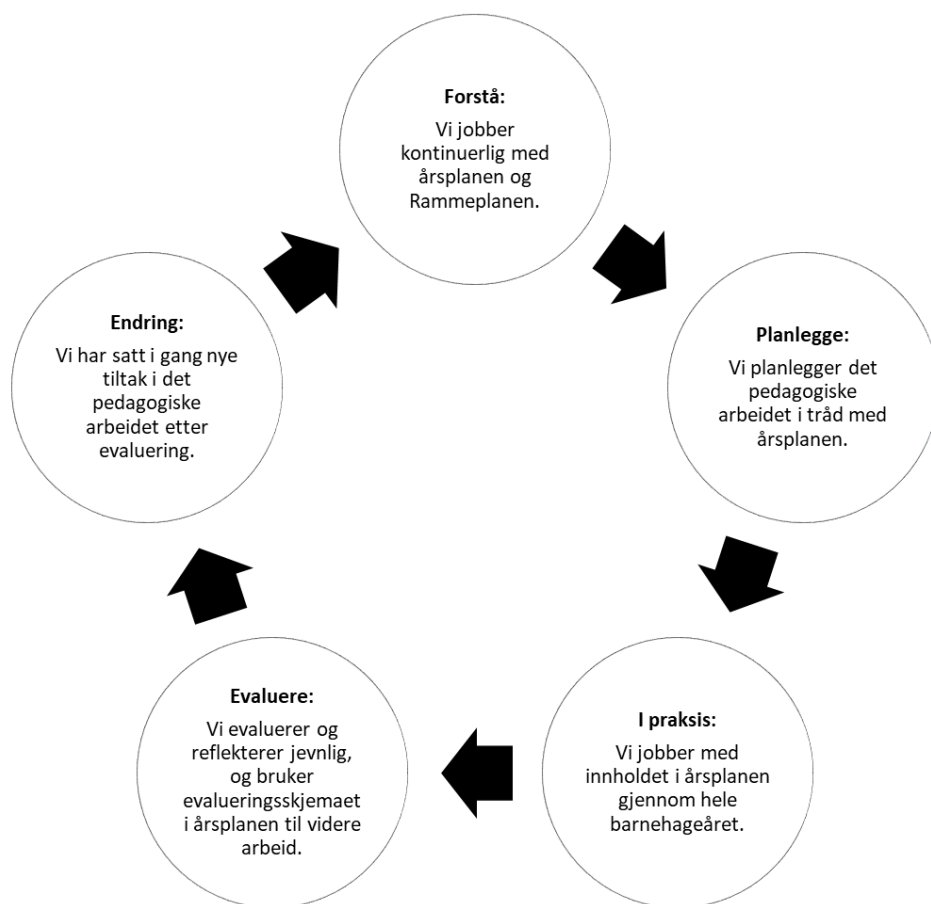 Forstå:
Vi jobber
kontinuerlig med
årsplanen og
Rammeplanen.
Planlegge:
Vi planlegger det
pedagogiske
arbeidet i tråd med
årsplanen.
I praksis:
Vi jobber med
innholdet i årsplanen
gjennom hele
barnehageåret.
Evaluere:
Vi evaluerer og
reflekterer jevnlig,
og bruker
evalueringsskjemaet
i årsplanen til videre
arbeid.
Endring:
Vi har satt i gang nye
tiltak i det
pedagogiske
arbeidet etter
evaluering.